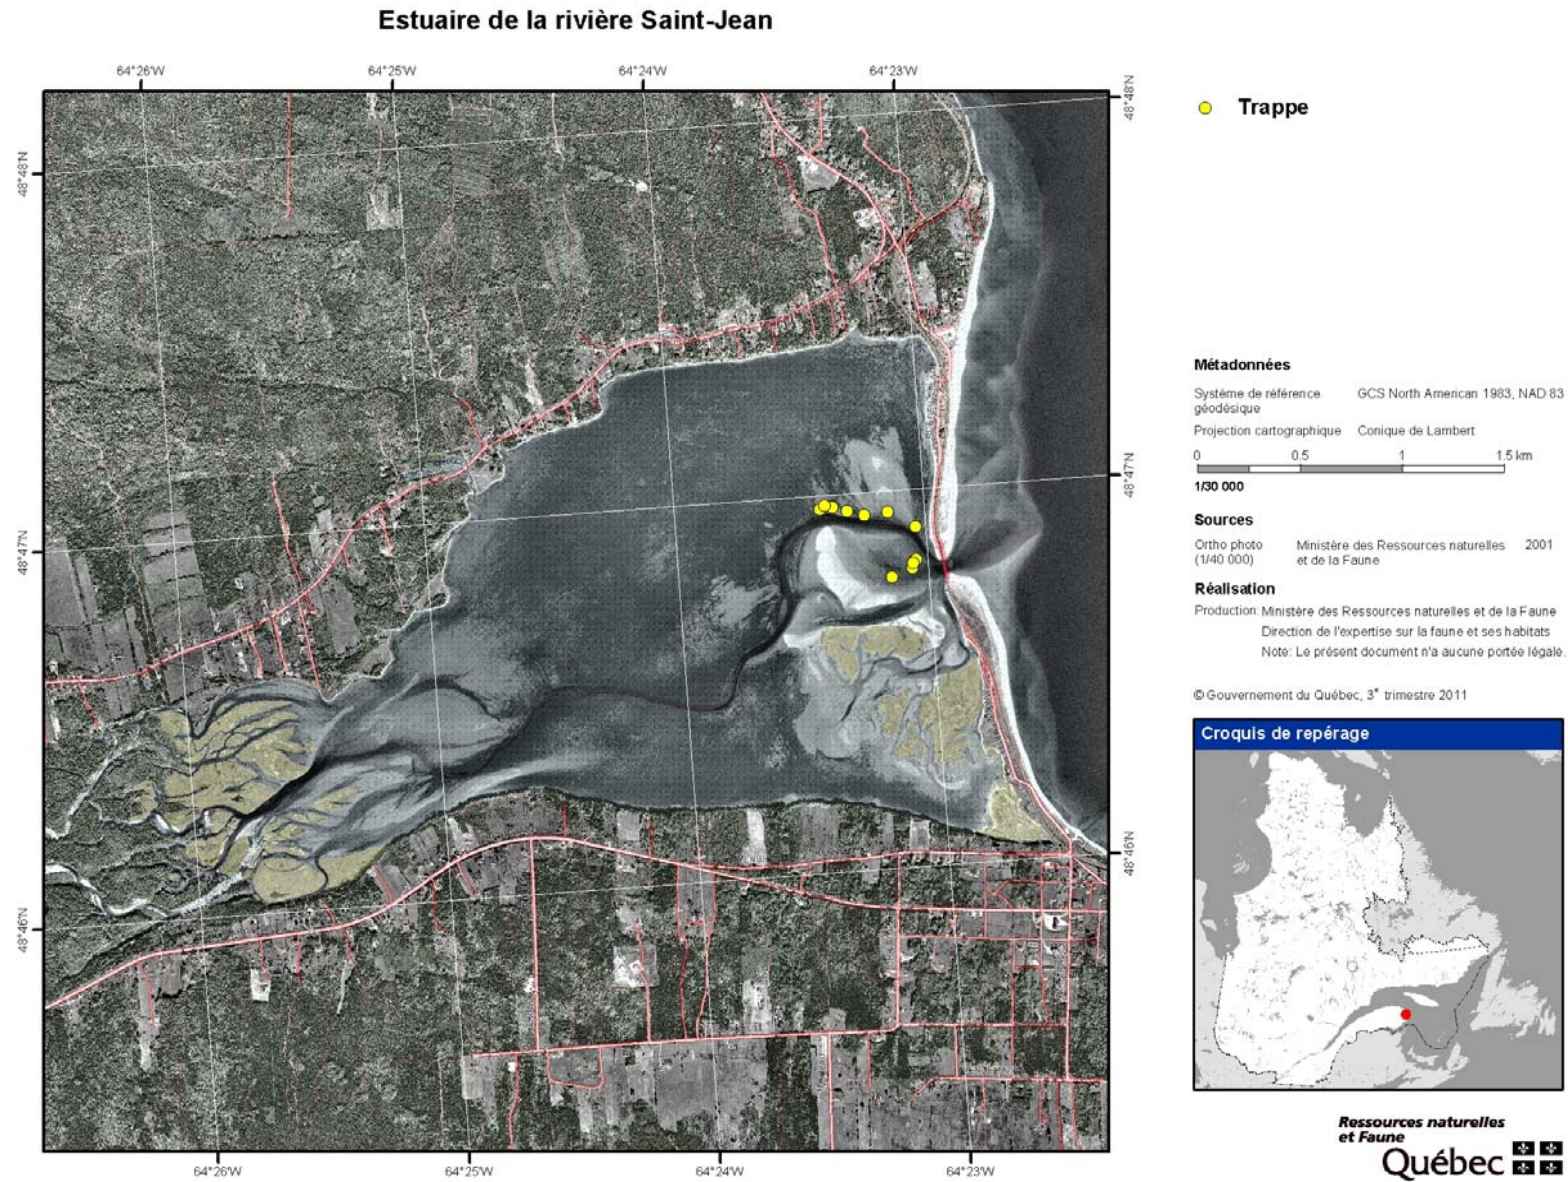 Estuaire de la rivière Saint-Jean
64°26'W
64°25'W
64°24'W
64°23'W
48°48'N
48°48'N
48°47'N
48°47'N
48°46'N
48°46'N
64°26'W
64°25'W
64°24'W
64°23'W
Trappe
Métadonnées
Système de référence géodésique GCS North American 1983, NAD 83
Projection cartographique Conique de Lambert
0 0.5 1 1.5 km
1/30 000
Sources
Ortho photo (1/40 000) Ministère des Ressources naturelles et de la Faune 2001
Réalisation
Production: Ministère des Ressources naturelles et de la Faune
Direction de l'expertise sur la faune et ses habitats
Note: Le présent document n'a aucune portée légale.
© Gouvernement du Québec, 3e trimestre 2011
Croquis de repérage
Ressources naturelles
et Faune
Québec